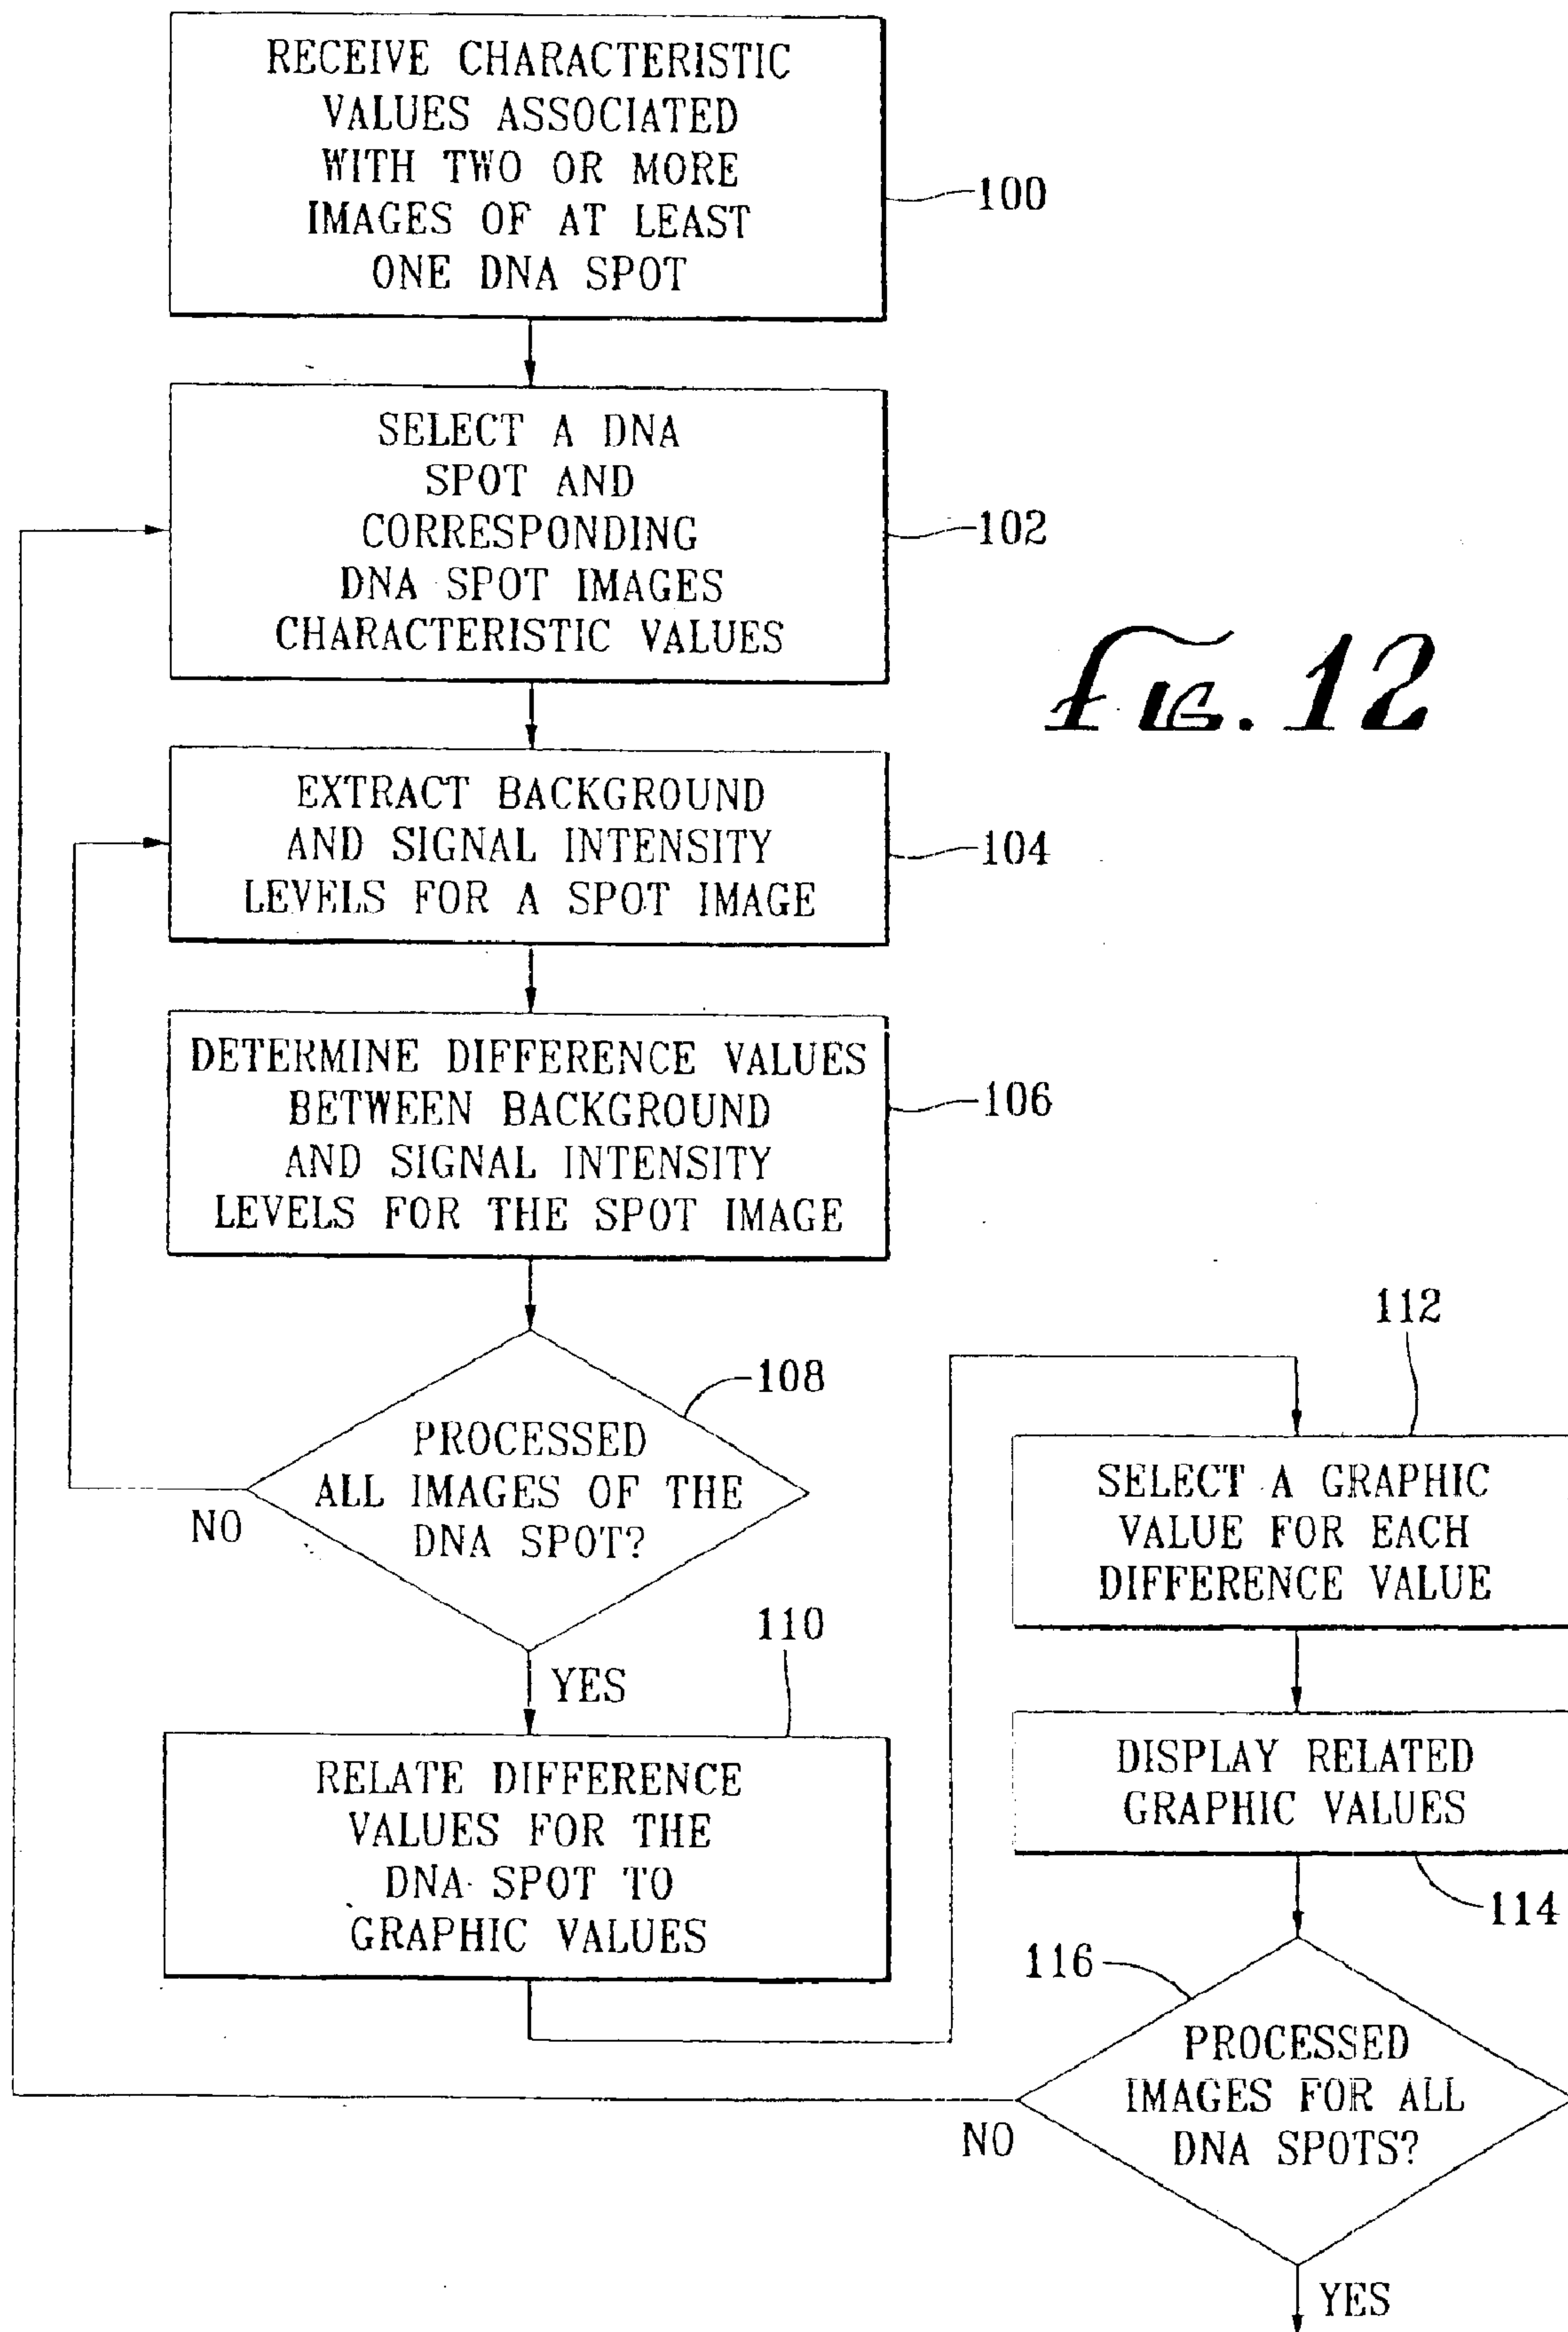 RECEIVE CHARACTERISTIC
VALUES ASSOCIATED
WITH TWO OR MORE
IMAGES OF AT LEAST
ONE DNA SPOT
100
SELECT A DNA
SPOT AND
CORRESPONDING
DNA SPOT IMAGES
CHARACTERISTIC VALUES
102
FIG. 12
EXTRACT BACKGROUND
AND SIGNAL INTENSITY
LEVELS FOR A SPOT IMAGE
104
DETERMINE DIFFERENCE VALUES
BETWEEN BACKGROUND
AND SIGNAL INTENSITY
LEVELS FOR THE SPOT IMAGE
106
108
PROCESSED
ALL IMAGES OF THE
DNA SPOT?
NO
YES
110
RELATE DIFFERENCE
VALUES FOR THE
DNA SPOT TO
GRAPHIC VALUES
112
SELECT A GRAPHIC
VALUE FOR EACH
DIFFERENCE VALUE
DISPLAY RELATED
GRAPHIC VALUES
114
116
PROCESSED
IMAGES FOR ALL
DNA SPOTS?
NO
YES